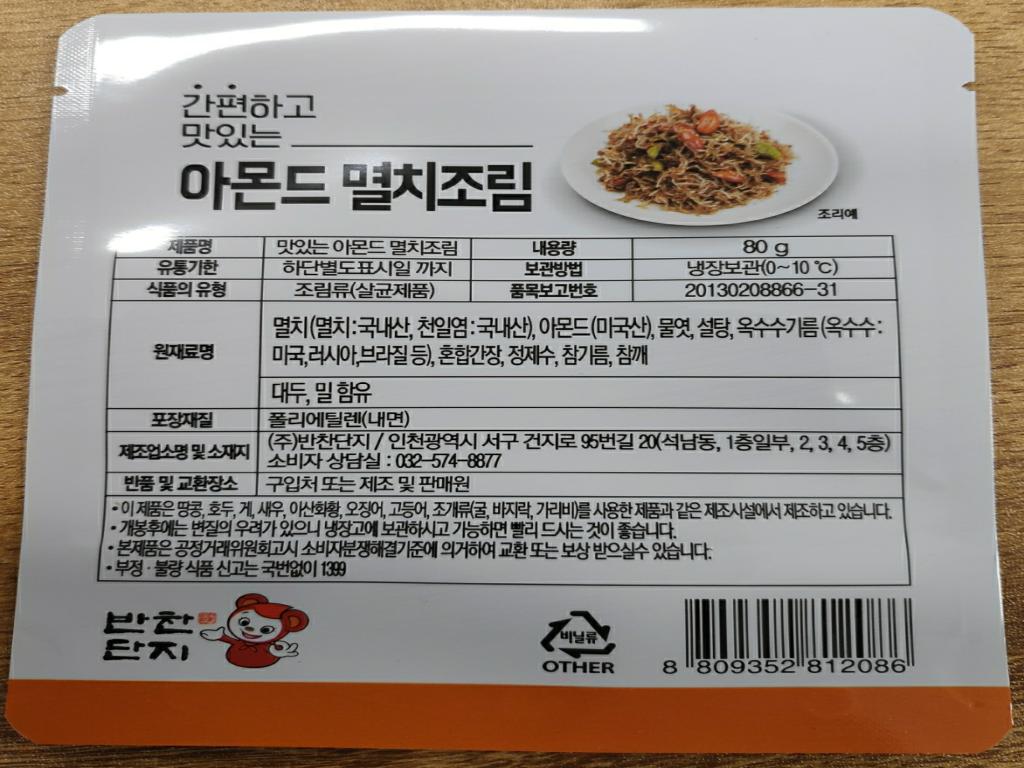 간편하고
맛있는
아몬드 멸치조림
조리예
제품명 맛있는 아몬드 멸치조림 내용량 80 g
유통기한 하단별도표시일 까지 보관방법 냉장보관(0~10 ℃)
식품의 유형 조림류(살균제품) 품목보고번호 20130208866-31
원재료명 멸치(멸치:국내산, 천일염:국내산), 아몬드(미국산), 물엿, 설탕, 옥수수기름(옥수수:
미국,러시아,브라질 등), 혼합간장, 정제수, 참기름, 참깨
대두, 밀 함유
포장재질 폴리에틸렌(내면)
제조업소명 및 소재지 (주)반찬단지 / 인천광역시 서구 건지로 95번길 20(석남동, 1층일부, 2, 3, 4, 5층)
소비자 상담실 : 032-574-8877
반품 및 교환장소 구입처 또는 제조 및 판매원
• 이 제품은 땅콩, 호두, 게, 새우, 아산화황, 오징어, 고등어, 조개류(굴, 바지락, 가리비)를 사용한 제품과 같은 제조시설에서 제조하고 있습니다.
• 개봉후에는 변질의 우려가 있으니 냉장고에 보관하시고 가능하면 빨리 드시는 것이 좋습니다.
• 본제품은 공정거래위원회고시 소비자분쟁해결기준에 의거하여 교환 또는 보상 받으실수 있습니다.
• 부정·불량 식품 신고는 국번없이 1399
반찬
단지
비닐류
OTHER
8 809352 812086